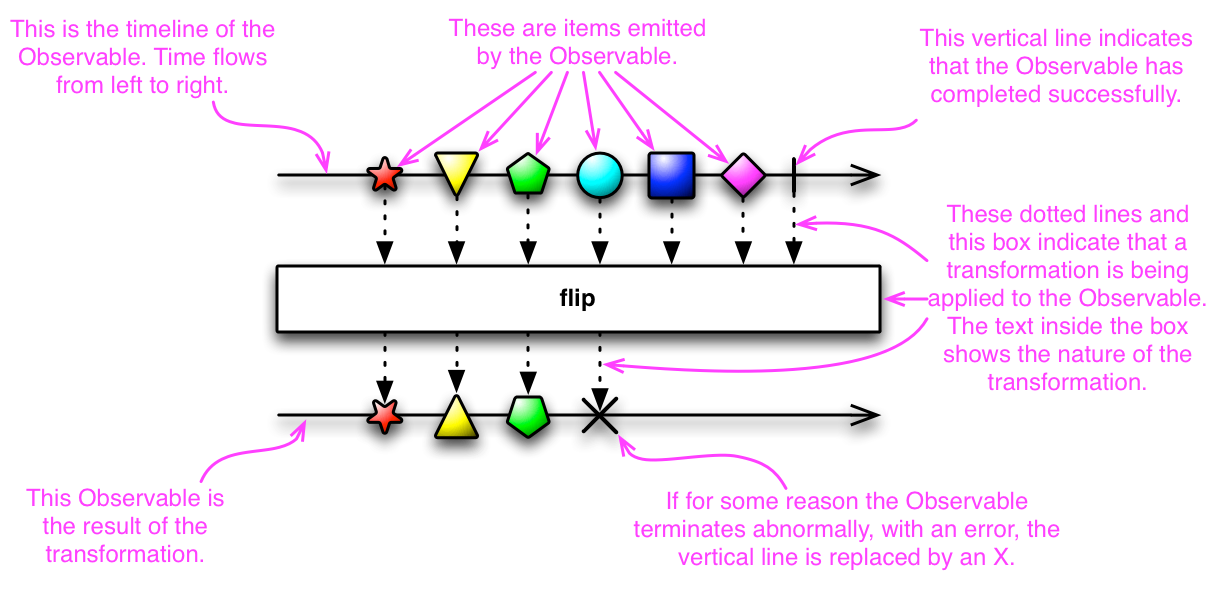 This is the timeline of the
Observable. Time flows
from left to right.
These are items emitted
by the Observable.
This vertical line indicates
that the Observable has
completed successfully.
These dotted lines and
this box indicate that a
transformation is being
applied to the Observable.
The text inside the box
shows the nature of the
transformation.
flip
This Observable is
the result of the
transformation.
If for some reason the Observable
terminates abnormally, with an error, the
vertical line is replaced by an X.